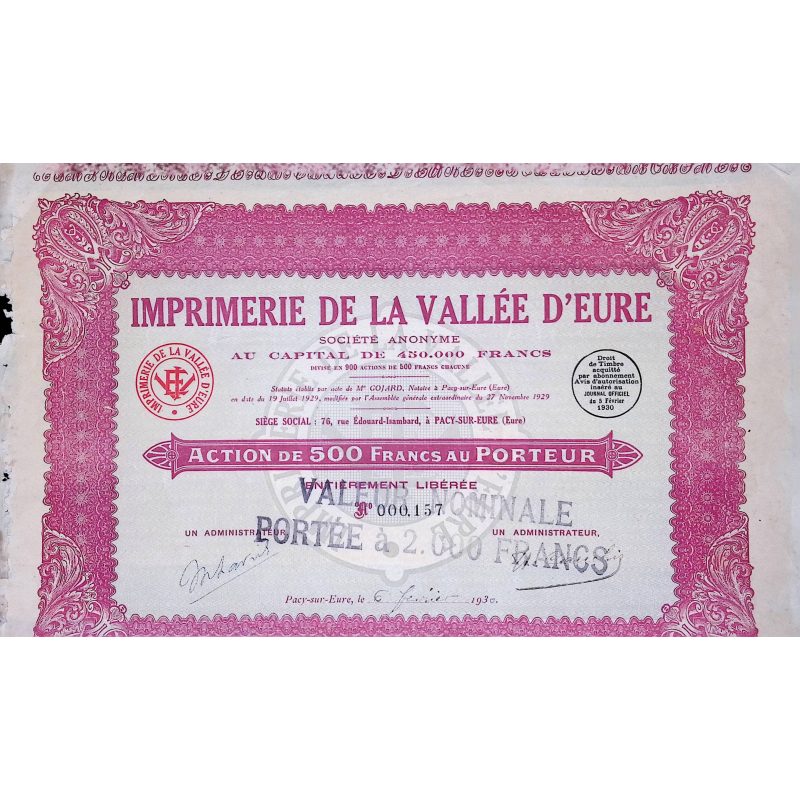 IMPRIMERIE DE LA VALLÉE D'EURE
SOCIÉTÉ ANONYME
AU CAPITAL DE 450.000 FRANCS
DIVISÉ EN 900 ACTIONS DE 500 FRANCS CHACUNE
Statuts établis par acte de Me GOJARD, Notaire à Pacy-sur-Eure (Eure)
en date du 19 Juillet 1929, modifiés par l'Assemblée générale extraordinaire du 27 Novembre 1929
SIÈGE SOCIAL : 76, rue Édouard-Isambard, à PACY-SUR-EURE (Eure)
IMPRIMERIE DE LA VALLÉE D'EURE
Droit
de Timbre
acquitté
par abonnement
Avis d'autorisation
inséré au
JOURNAL OFFICIEL
du 5 Février
1930
ACTION DE 500 FRANCS AU PORTEUR
ENTIÈREMENT LIBÉRÉE
VALEUR NOMINALE
No 000,157
PORTÉE à 2.000 FRANCS
UN ADMINISTRATEUR,
UN ADMINISTRATEUR,
Pacy-sur-Eure, le 6 février 1930.